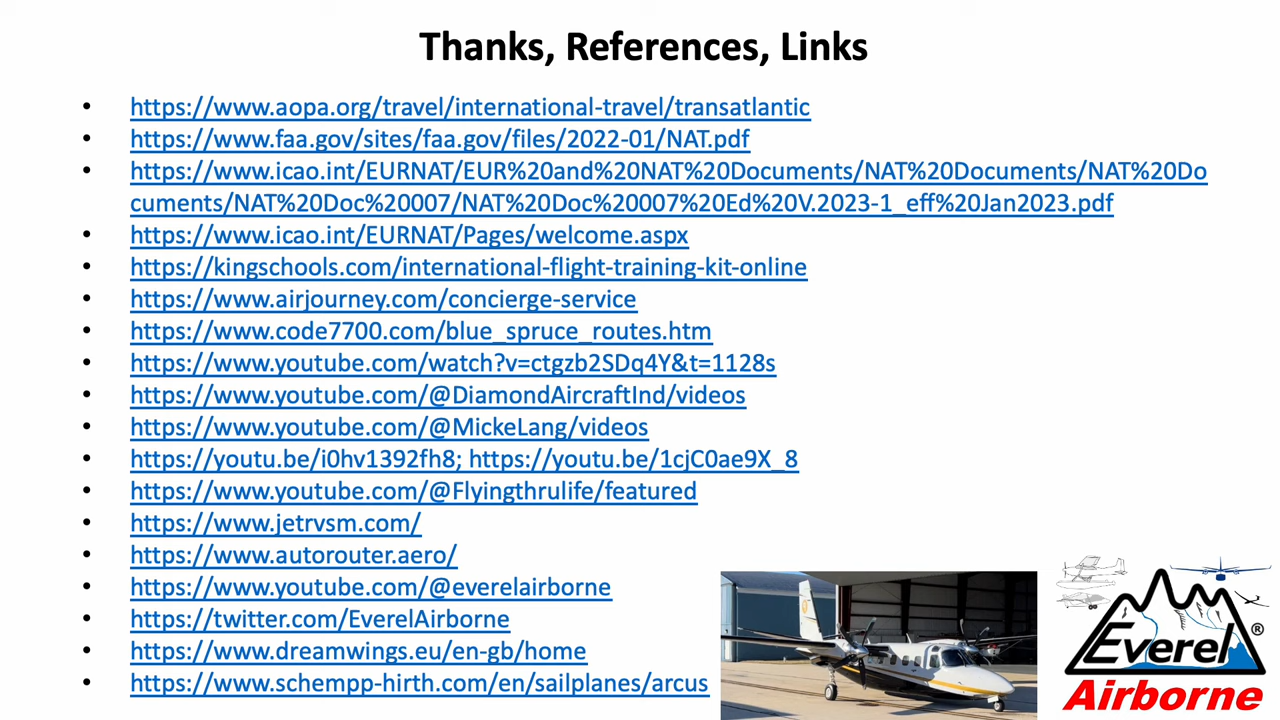 Thanks, References, Links
• https://www.aopa.org/travel/international-travel/transatlantic
• https://www.faa.gov/sites/faa.gov/files/2022-01/NAT.pdf
• https://www.icao.int/EURNAT/EUR%20and%20NAT%20Documents/NAT%20Documents/NAT%20Do
cuments/NAT%20Doc%20007/NAT%20Doc%20007%20Ed%20V.2023-1_eff%20Jan2023.pdf
• https://www.icao.int/EURNAT/Pages/welcome.aspx
• https://kingschools.com/international-flight-training-kit-online
• https://www.airjourney.com/concierge-service
• https://www.code7700.com/blue_spruce_routes.htm
• https://www.youtube.com/watch?v=ctgzb2SDq4Y&t=1128s
• https://www.youtube.com/@DiamondAircraftInd/videos
• https://www.youtube.com/@MickeLang/videos
• https://youtu.be/i0hv1392fh8; https://youtu.be/1cjC0ae9X_8
• https://www.youtube.com/@Flyingthrulife/featured
• https://www.jetrvsm.com/
• https://www.autorouter.aero/
• https://www.youtube.com/@everelairborne
• https://twitter.com/EverelAirborne
• https://www.dreamwings.eu/en-gb/home
• https://www.schempp-hirth.com/en/sailplanes/arcus
Everel®
Airborne